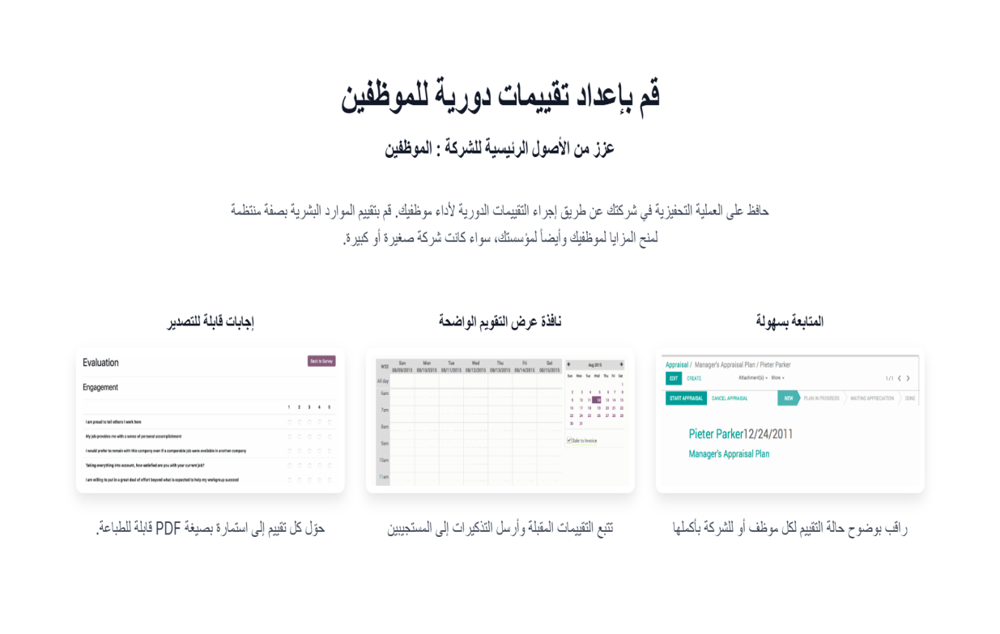 قم بإعداد تقييمات دورية للموظفين
عزز من الأصول الرئيسية للشركة : الموظفين
حافظ على العملية التحفيزية في شركتك عن طريق إجراء التقييمات الدورية لأداء موظفيك. قم بتقييم الموارد البشرية بصفة منتظمة
لمنح المزايا لموظفيك وأيضاً لمؤسستك، سواء كانت شركة صغيرة أو كبيرة.
المتابعة بسهولة
Appraisal / Manager's Appraisal Plan / Pieter Parker
EDIT CREATE Attachment(s) More 1 / 1
START APPRAISAL CANCEL APPRAISAL NEW PLAN IN PROGRESS WAITING APPRECIATION DONE
Pieter Parker12/24/2011
Manager's Appraisal Plan
راقب بوضوح حالة التقييم لكل موظف أو للشركة بأكملها
نافذة عرض التقويم الواضحة
W32 Sun Mon Tue Wed Thu Fri Sat
08/09/2015 08/10/2015 08/11/2015 08/12/2015 08/13/2015 08/14/2015 08/15/2015
All day
6am
7am
8am
9am
10am
11am
Aug 2015
Sun Mon Tue Wed Thu Fri Sat
1
2 3 4 5 6 7 8
9 10 11 12 13 14 15
16 17 18 19 20 21 22
23 24 25 26 27 28 29
30 31
Sale to Invoice
تتبع التقييمات المقبلة وأرسل التذكيرات إلى المستجيبين
إجابات قابلة للتصدير
Evaluation Back to Survey
Engagement
1 2 3 4 5
I am proud to tell others I work here
My job provides me with a sense of personal accomplishment
I would prefer to remain with this company even if a comparable job were available in another company
Taking everything into account, how satisfied are you with your current job?
I am willing to put in a great deal of effort beyond what is expected to help my workgroup succeed
حوّل كل تقييم إلى استمارة بصيغة PDF قابلة للطباعة.